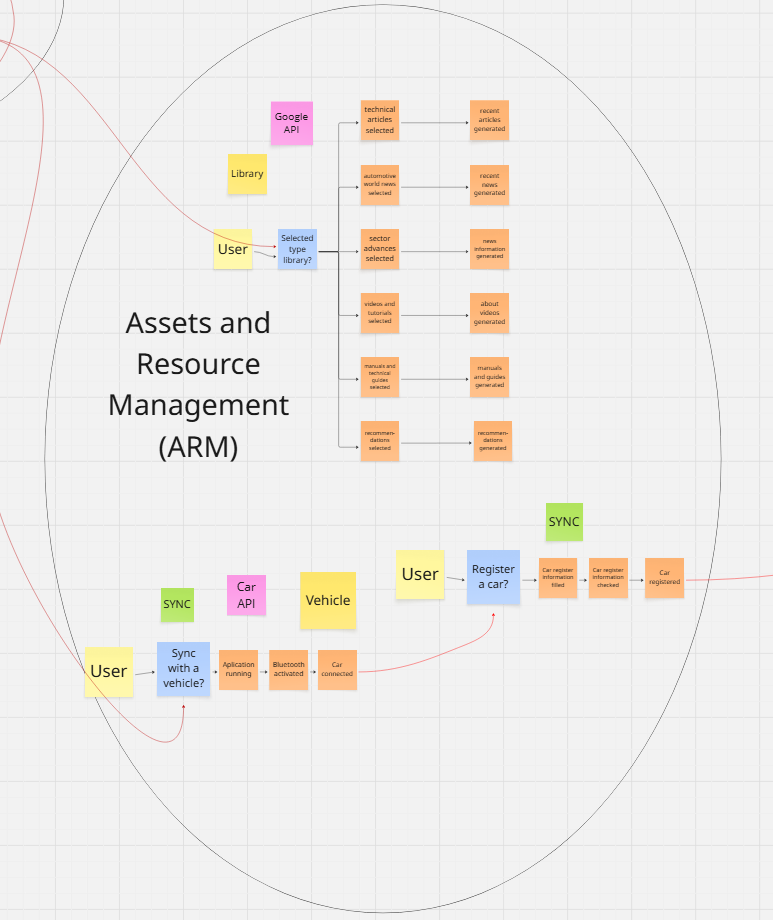 Google
API
technical
articles
selected
recent
articles
generated
Library
automotive
world news
selected
recent
news
generated
User
Selected
type
library?
sector
advances
selected
news
information
generated
videos and
tutorials
selected
about
videos
generated
Assets and
Resource
Management
(ARM)
manuals and
technical
guides
selected
manuals
and guides
generated
recommen-
dations
selected
recommen-
dations
generated
SYNC
User
Register
a car?
Car register
information
filled
Car register
information
checked
Car
registered
SYNC
Car
API
Vehicle
User
Sync
with a
vehicle?
Aplication
running
Bluetooth
activated
Car
connected